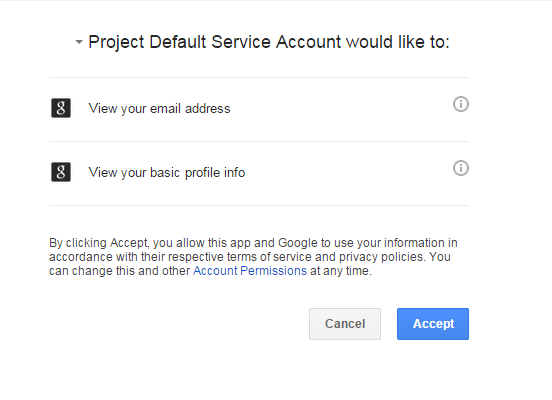 Project Default Service Account would like to:
g
View your email address
i
g
View your basic profile info
i
By clicking Accept, you allow this app and Google to use your information in
accordance with their respective terms of service and privacy policies. You
can change this and other Account Permissions at any time.
Cancel
Accept